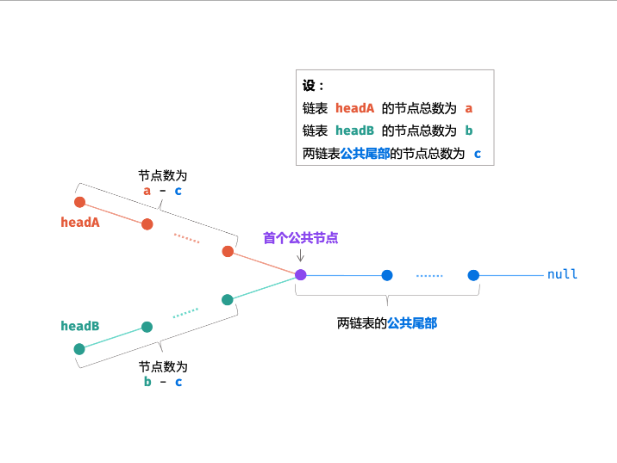 设：
链表 headA 的节点总数为 a
链表 headB 的节点总数为 b
两链表公共尾部的节点总数为 c
节点数为
a - c
headA
首个公共节点
null
headB
两链表的公共尾部
节点数为
b - c